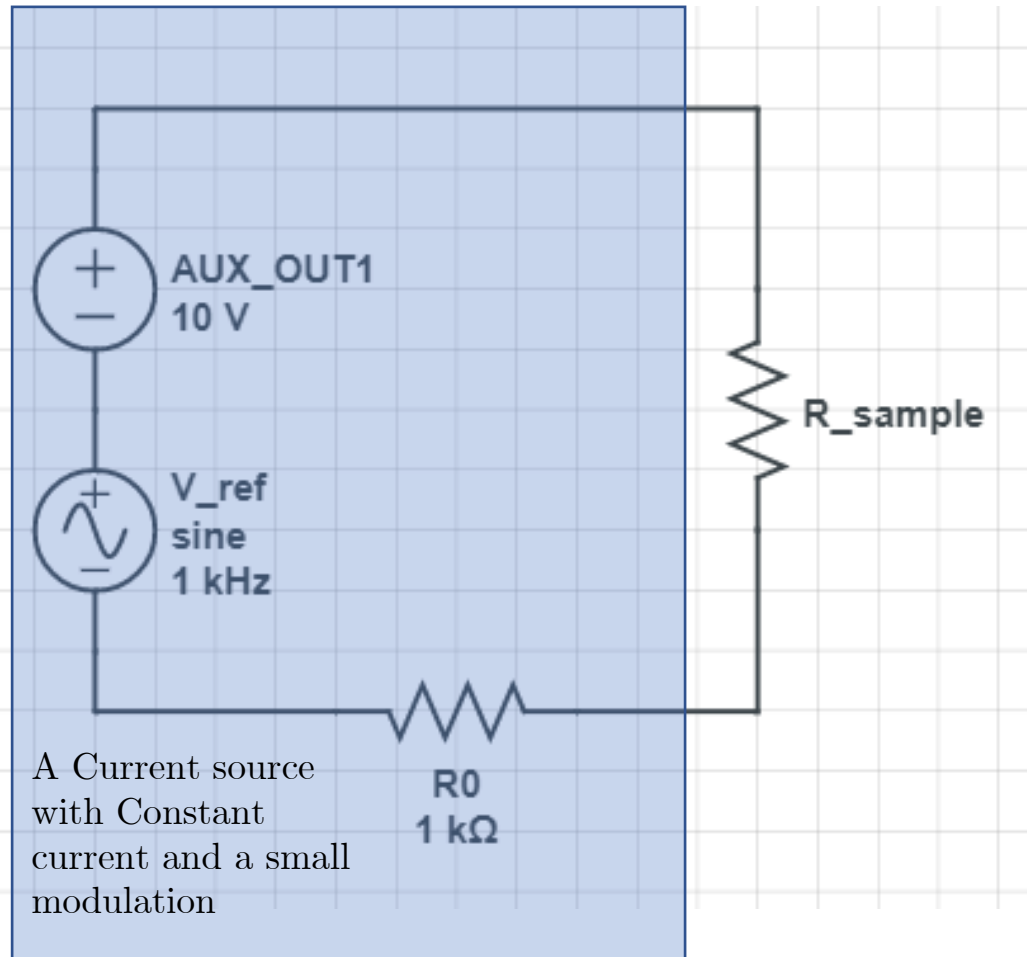 AUX_OUT1
10 V
V_ref
sine
1 kHz
R_sample
R0
1 kΩ
A Current source
with Constant
current and a small
modulation